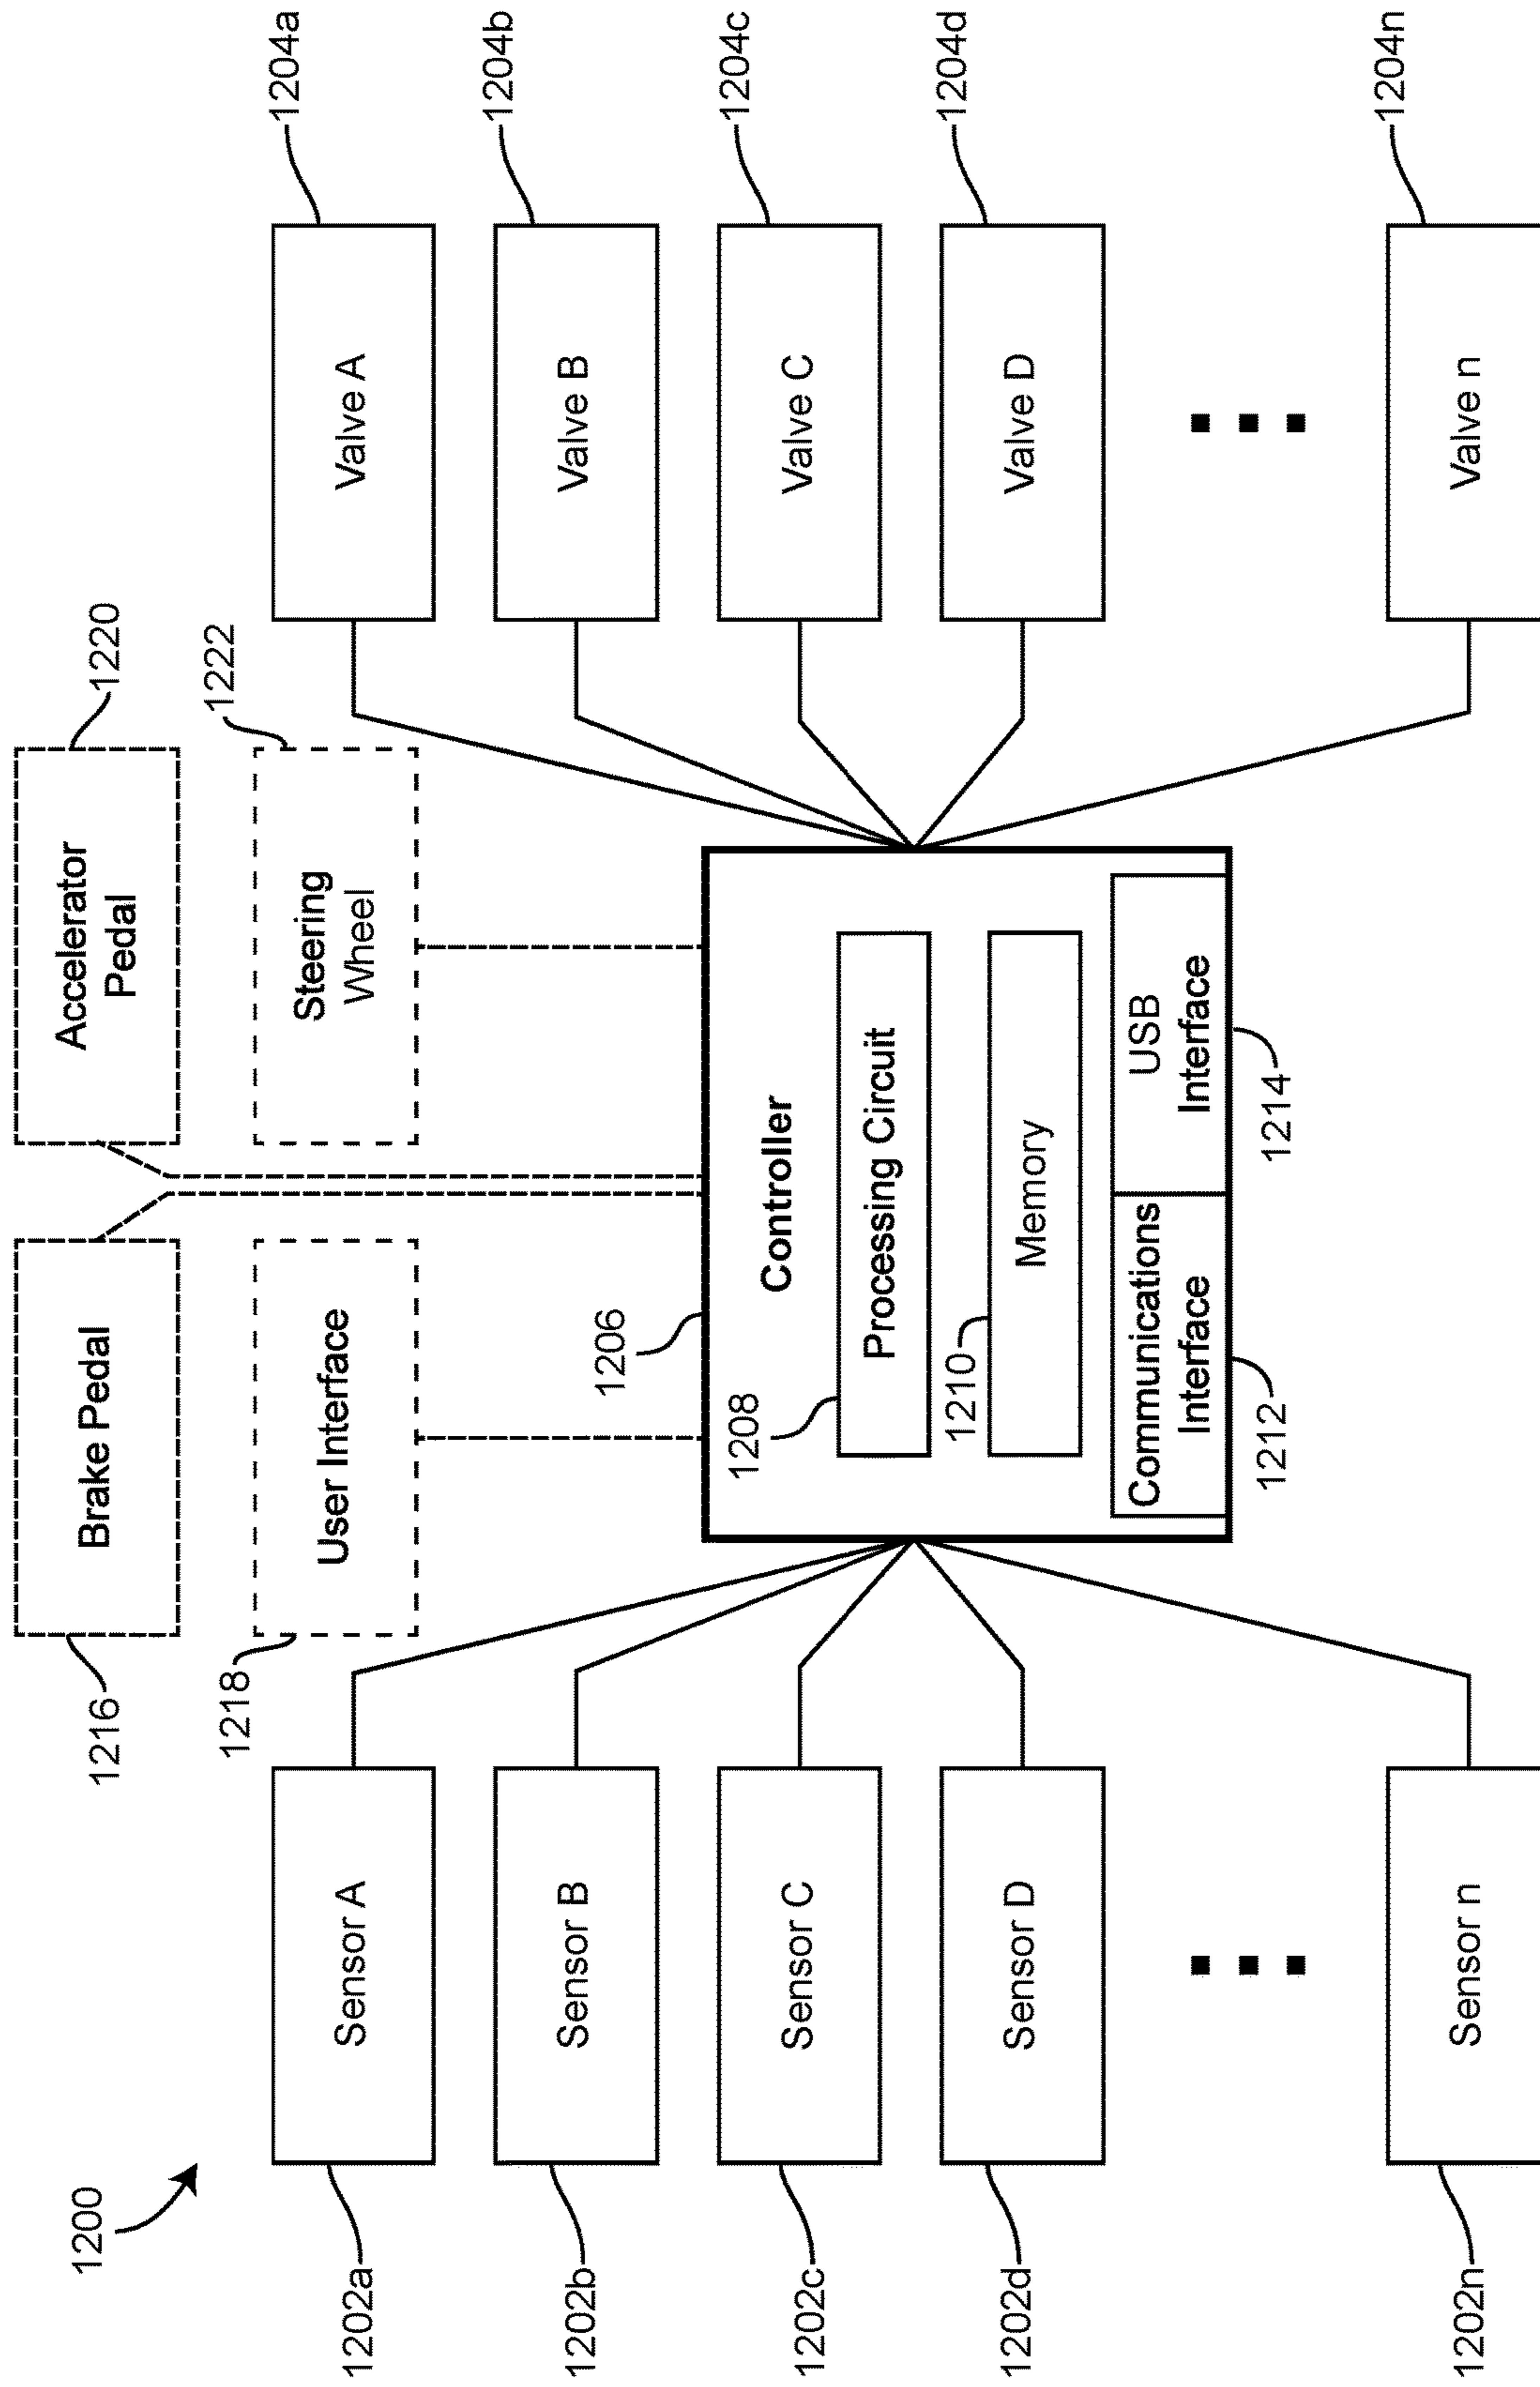 1200
1216
Brake Pedal
Accelerator
Pedal
1220
1218
User Interface
Steering
Wheel
1222
1202a
Sensor A
Valve A
1204a
1202b
Sensor B
Valve B
1204b
1206
Controller
1202c
Sensor C
Valve C
1204c
1208
Processing Circuit
1202d
Sensor D
Valve D
1204d
1210
Memory
Communications
Interface
USB
Interface
1212
1214
1202n
Sensor n
Valve n
1204n